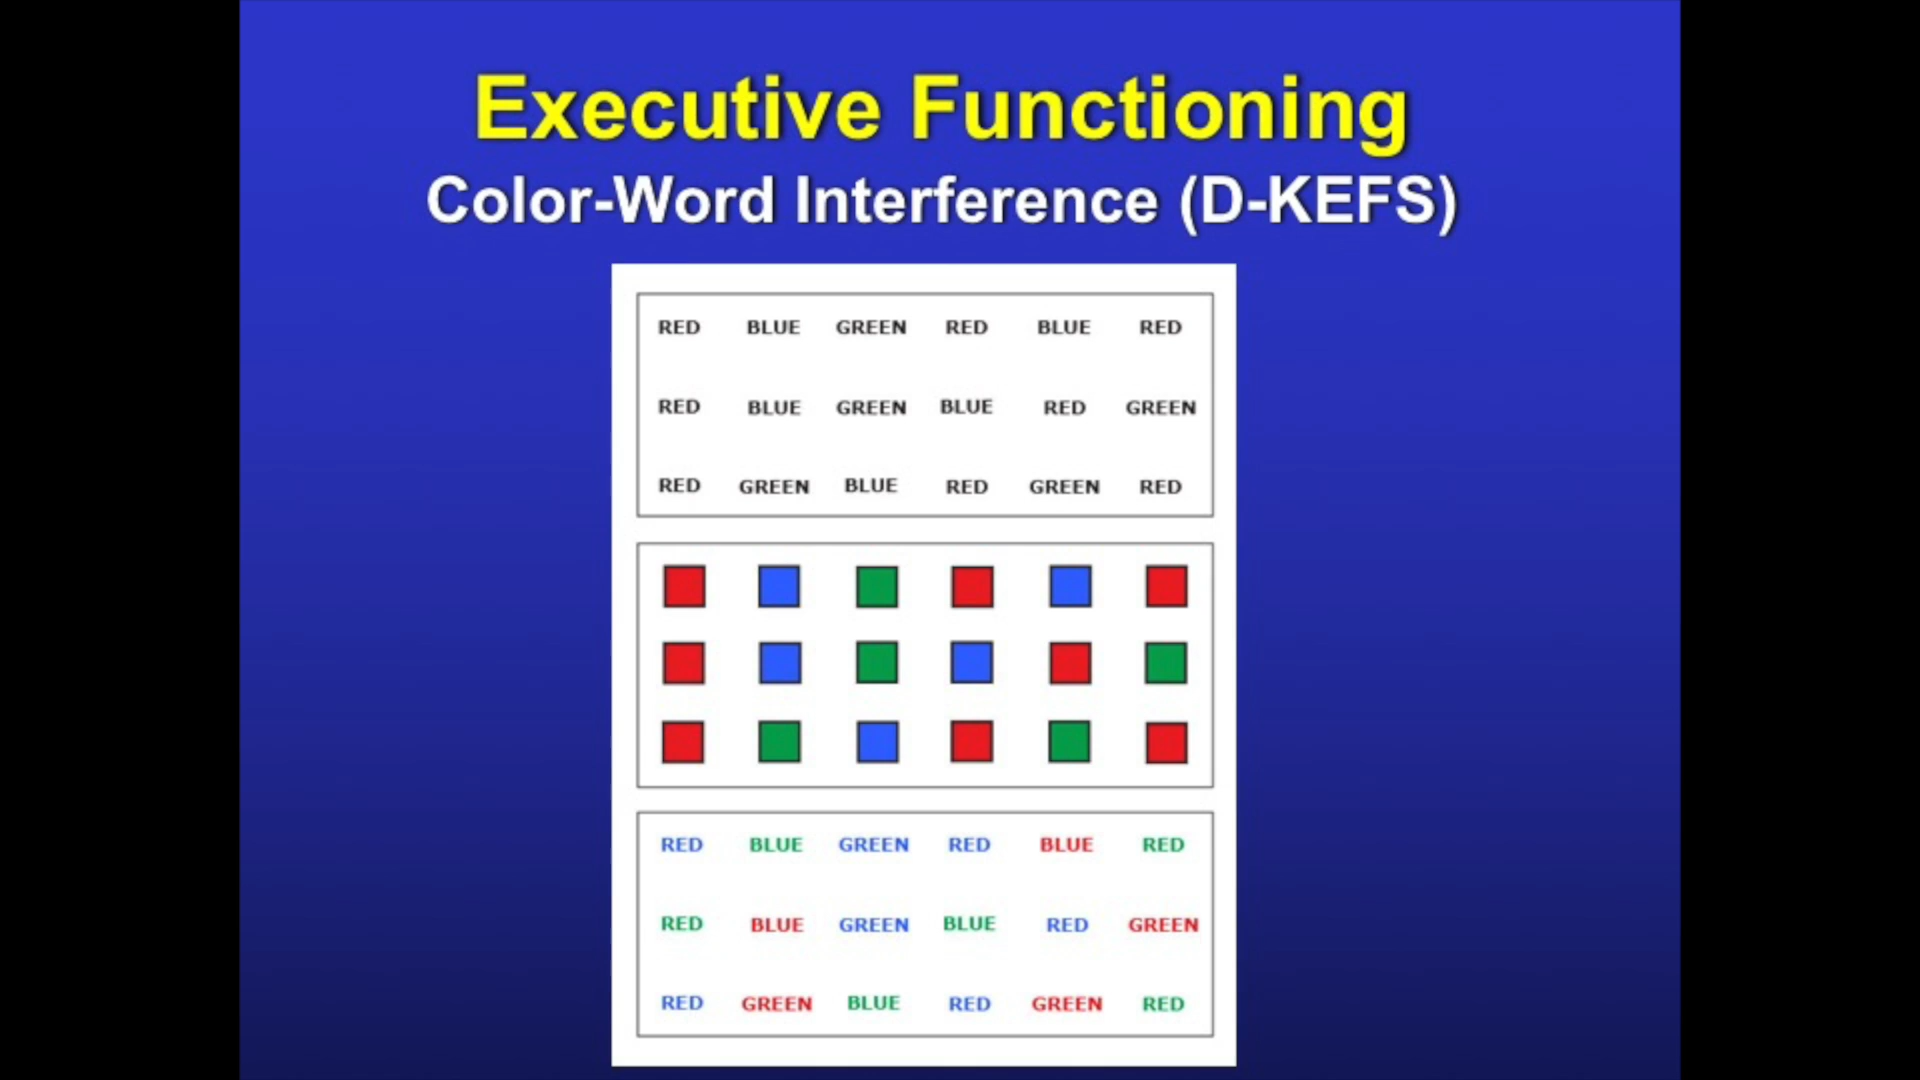 Executive Functioning
Color-Word Interference (D-KEFS)
RED BLUE GREEN RED BLUE RED
RED BLUE GREEN BLUE RED GREEN
RED GREEN BLUE RED GREEN RED
RED BLUE GREEN RED BLUE RED
RED BLUE GREEN BLUE RED GREEN
RED GREEN BLUE RED GREEN RED